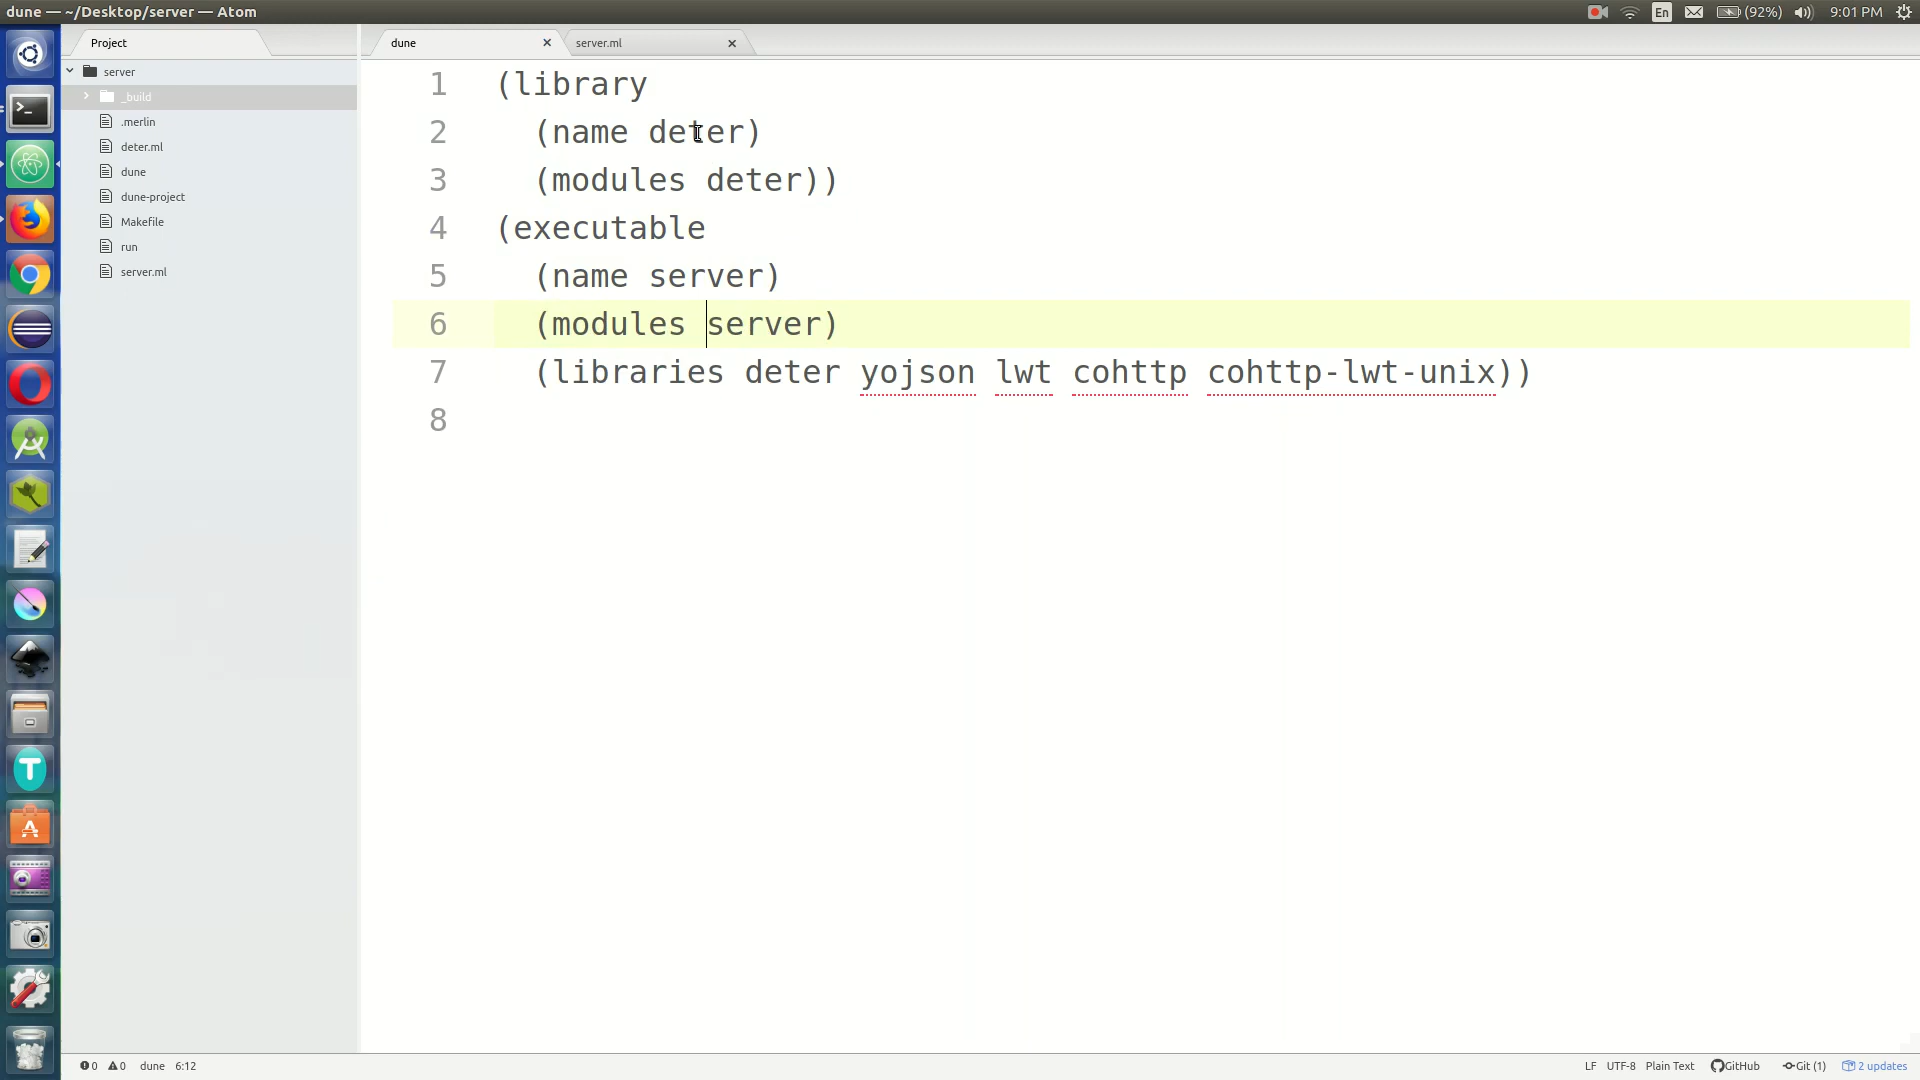 dune — ~/Desktop/server — Atom
En
(92%)
9:01 PM
Project
dune
server.ml
server
_build
.merlin
deter.ml
dune
dune-project
Makefile
run
server.ml
1 (library
2 (name deter)
3 (modules deter))
4 (executable
5 (name server)
6 (modules server)
7 (libraries deter yojson lwt cohttp cohttp-lwt-unix))
8
0 0 dune 6:12
LF UTF-8 Plain Text GitHub Git (1) 2 updates